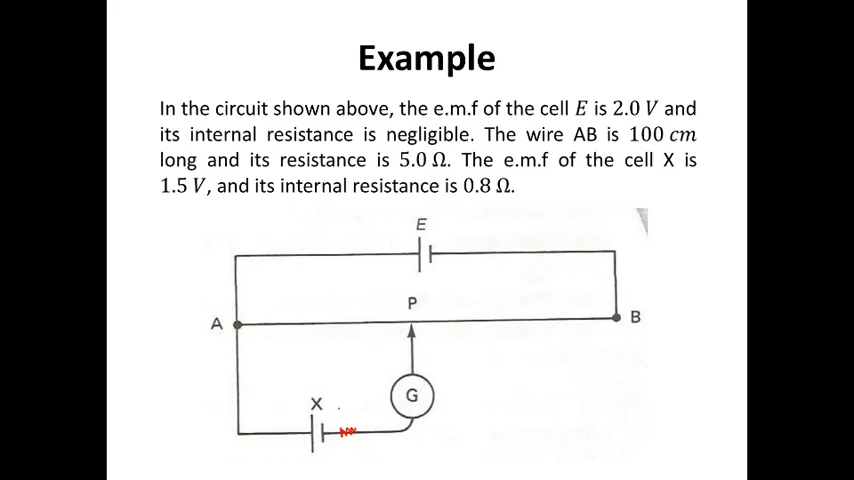 Example
In the circuit shown above, the e.m.f of the cell E is 2.0 V and
its internal resistance is negligible. The wire AB is 100 cm
long and its resistance is 5.0 Ω. The e.m.f of the cell X is
1.5 V, and its internal resistance is 0.8 Ω.
E
P
A
B
X
G